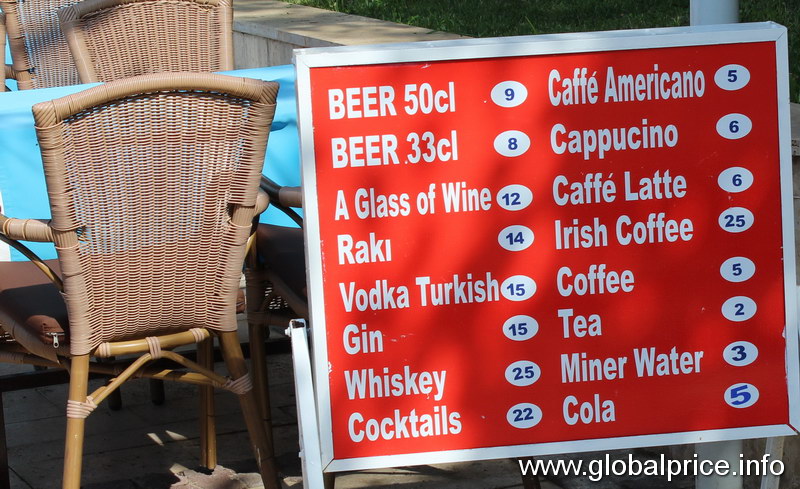 BEER 50cl 9
BEER 33cl 8
A Glass of Wine 12
Rakı 14
Vodka Turkish 15
Gin 15
Whiskey 25
Cocktails 22
Caffé Americano 5
Cappucino 6
Caffé Latte 6
Irish Coffee 25
Coffee 5
Tea 2
Miner Water 3
Cola 5
www.globalprice.info